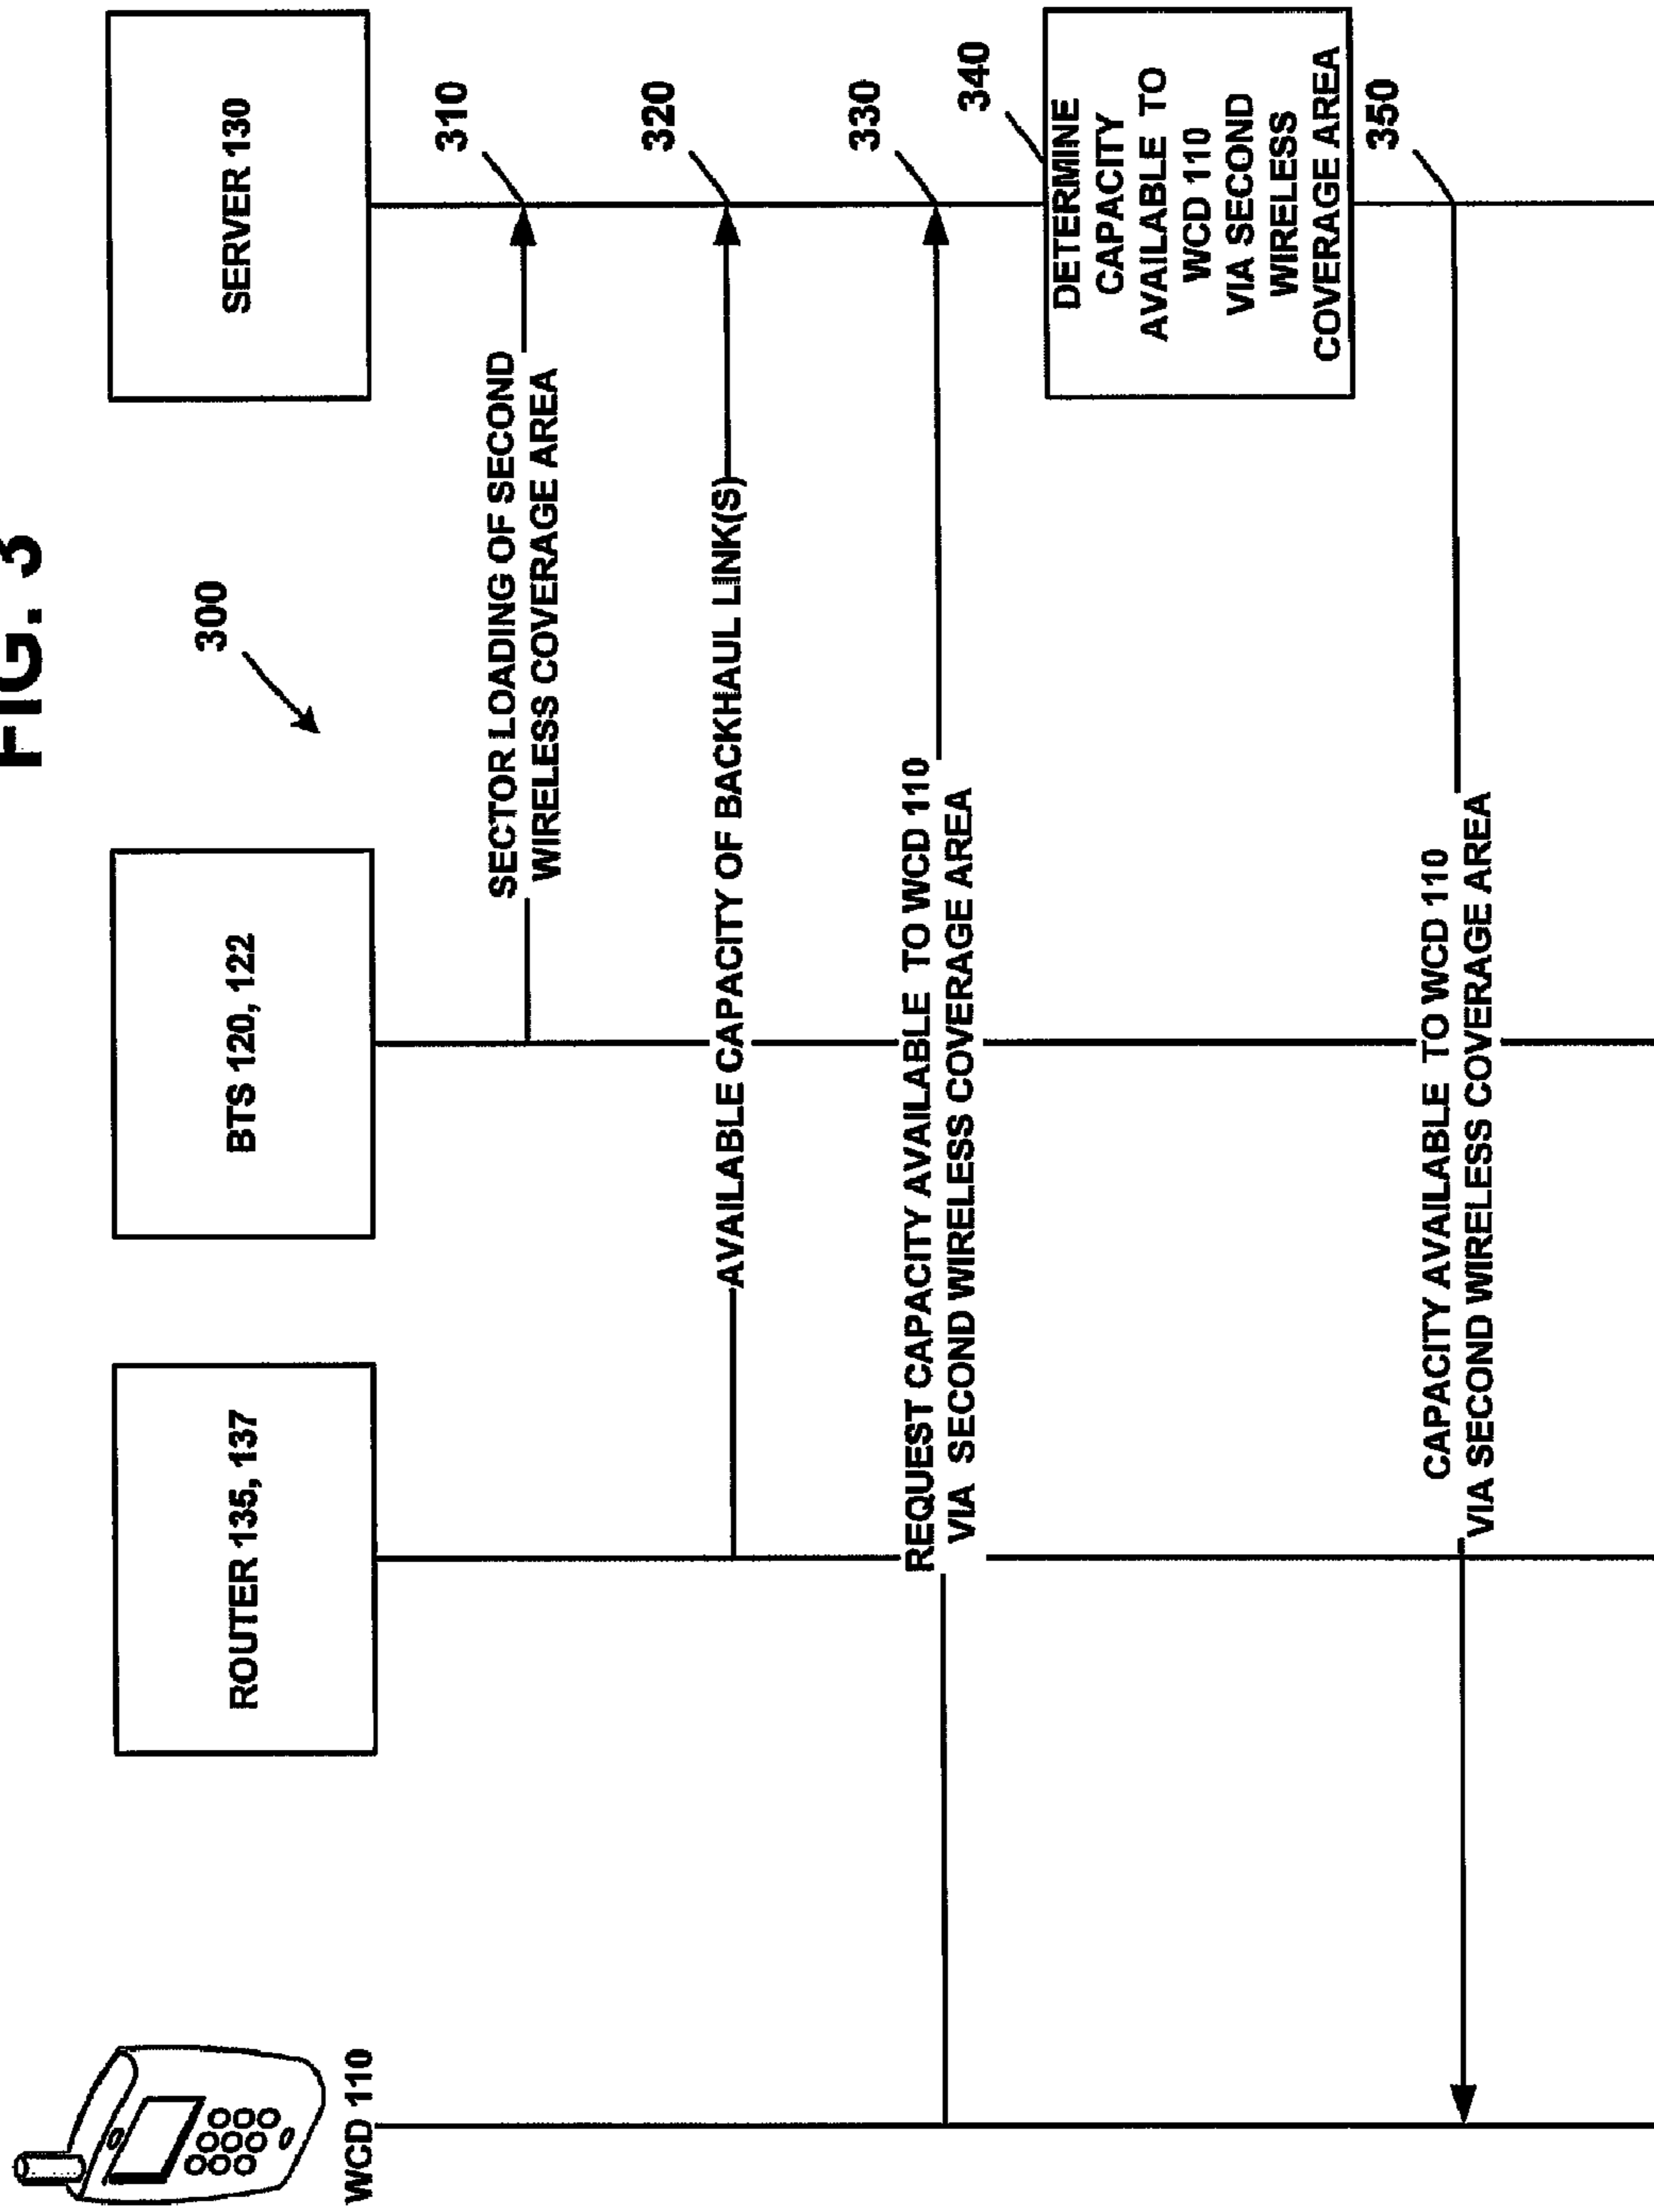 FIG. 3
300
WCD 110
ROUTER 135, 137
BTS 120, 122
SERVER 130
SECTOR LOADING OF SECOND
WIRELESS COVERAGE AREA
310
AVAILABLE CAPACITY OF BACKHAUL LINK(S)
320
REQUEST CAPACITY AVAILABLE TO WCD 110
VIA SECOND WIRELESS COVERAGE AREA
330
340
DETERMINE
CAPACITY
AVAILABLE TO
WCD 110
VIA SECOND
WIRELESS
COVERAGE AREA
CAPACITY AVAILABLE TO WCD 110
VIA SECOND WIRELESS COVERAGE AREA
350